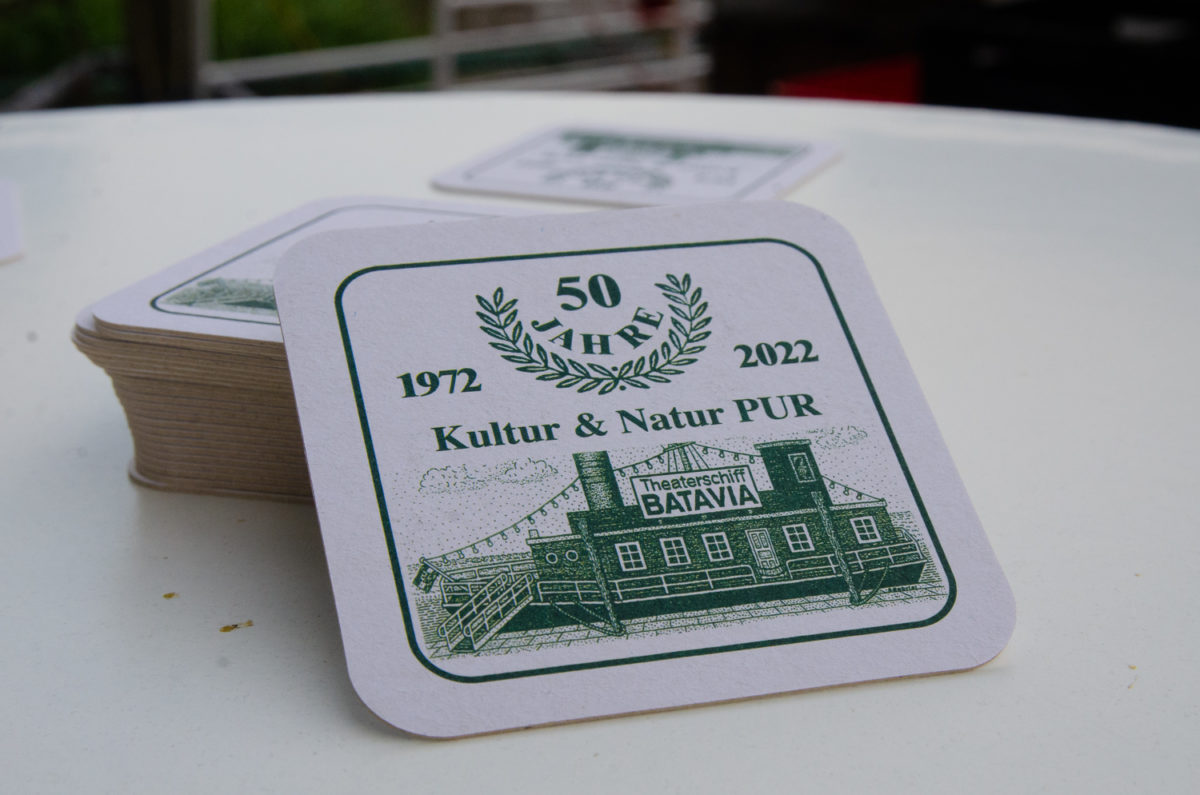 50
JAHRE
1972 2022
Kultur & Natur PUR
Theaterschiff
BATAVIA